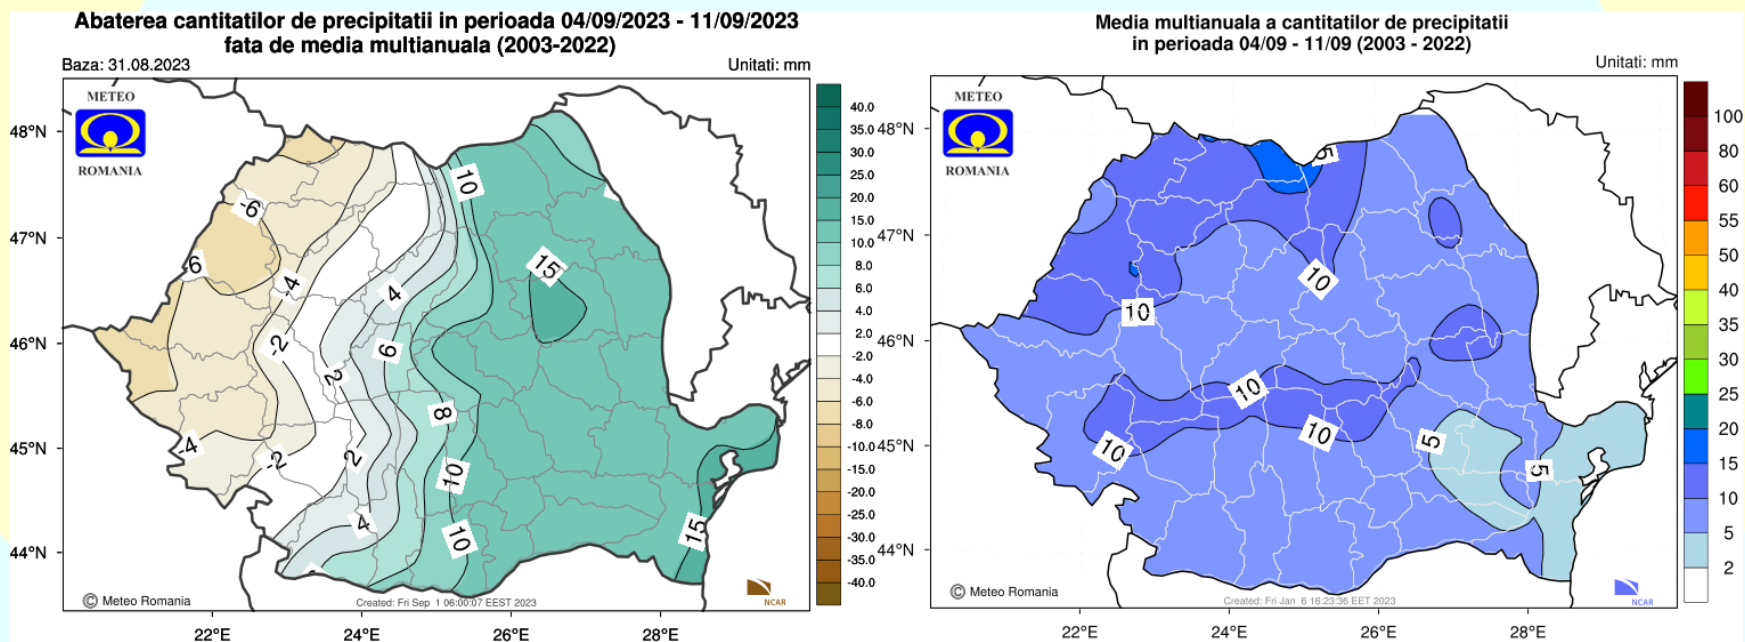 Abaterea cantitatilor de precipitatii in perioada 04/09/2023 - 11/09/2023
fata de media multianuala (2003-2022)
Baza: 31.08.2023
Unitati: mm
METEO
ROMANIA
48°N
47°N
46°N
45°N
44°N
22°E
24°E
26°E
28°E
-6
6
-4
-2
-4
-2
2
2
4
4
6
8
10
10
10
15
15
40.0
35.0
30.0
25.0
20.0
15.0
10.0
8.0
6.0
4.0
2.0
-2.0
-4.0
-6.0
-8.0
-10.0
-15.0
-20.0
-25.0
-30.0
-35.0
-40.0
© Meteo Romania
Created: Fri Sep 1 06:00:07 EEST 2023
NCAR
Media multianuala a cantitatilor de precipitatii
in perioada 04/09 - 11/09 (2003 - 2022)
Unitati: mm
METEO
ROMANIA
48°N
47°N
46°N
45°N
44°N
22°E
24°E
26°E
28°E
5
10
10
10
10
10
5
5
100
80
60
55
50
40
35
30
25
20
15
10
5
2
© Meteo Romania
Created: Fri Jan 6 16:23:36 EET 2023
NCAR